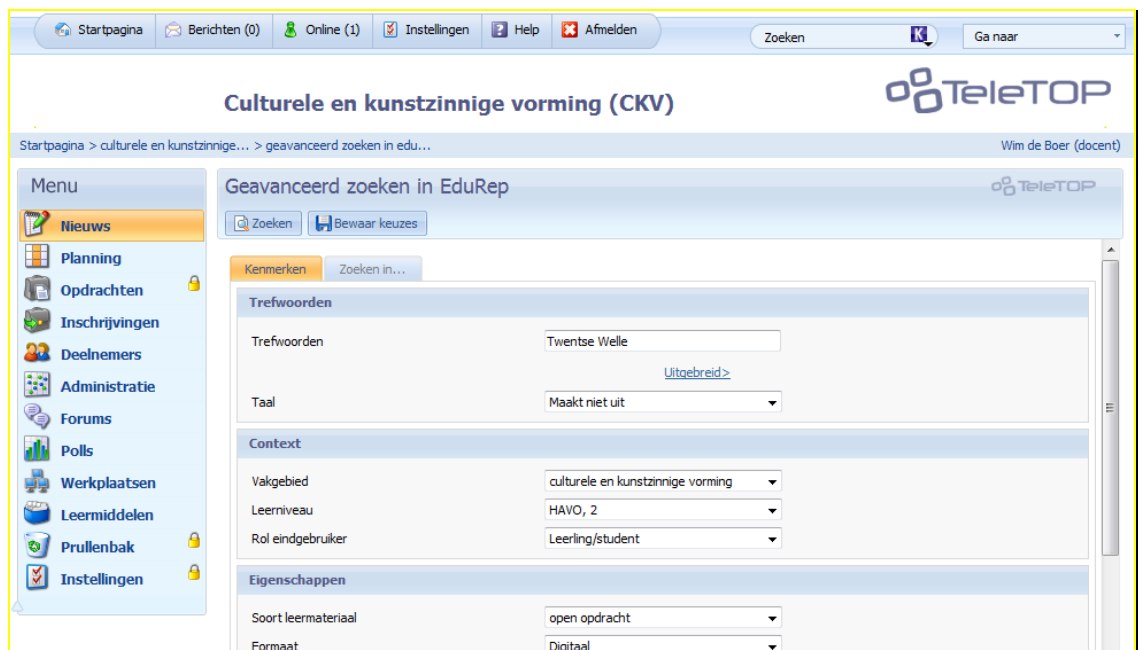 Startpagina Berichten (0) Online (1) Instellingen Help Afmelden Zoeken K Ga naar
Culturele en kunstzinnige vorming (CKV) TeleTOP
Startpagina > culturele en kunstzinnige... > geavanceerd zoeken in edu... Wim de Boer (docent)
Menu
Nieuws
Planning
Opdrachten
Inschrijvingen
Deelnemers
Administratie
Forums
Polls
Werkplaatsen
Leermiddelen
Prullenbak
Instellingen
Geavanceerd zoeken in EduRep TeleTOP
Zoeken Bewaar keuzes
Kenmerken Zoeken in...
Trefwoorden
Trefwoorden Twentse Welle
Uitgebreid>
Taal Maakt niet uit
Context
Vakgebied culturele en kunstzinnige vorming
Leerniveau HAVO, 2
Rol eindgebruiker Leerling/student
Eigenschappen
Soort leermateriaal open opdracht
Formaat Digitaal